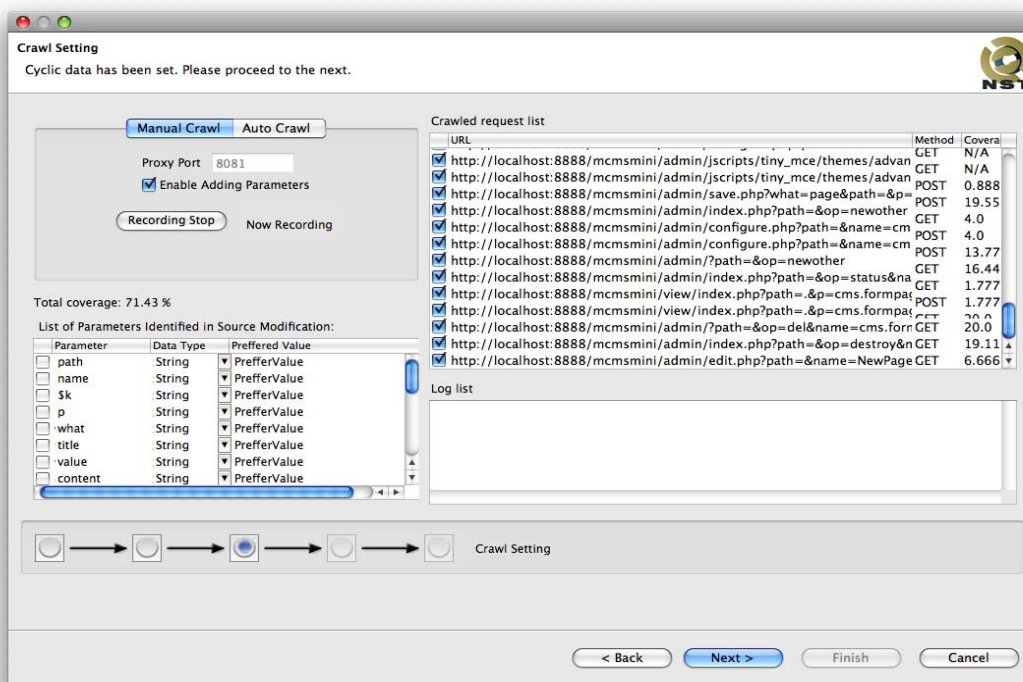 Crawl Setting
Cyclic data has been set. Please proceed to the next.
NST
Manual Crawl Auto Crawl
Proxy Port 8081
Enable Adding Parameters
Recording Stop Now Recording
Total coverage: 71.43 %
List of Parameters Identified in Source Modification:
Parameter Data Type Preffered Value
path String PrefferValue
name String PrefferValue
$k String PrefferValue
p String PrefferValue
what String PrefferValue
title String PrefferValue
value String PrefferValue
content String PrefferValue
Crawled request list
URL Method Covera
GET N/A
http://localhost:8888/mcmsmini/admin/jscripts/tiny_mce/themes/advan GET N/A
http://localhost:8888/mcmsmini/admin/jscripts/tiny_mce/themes/advan POST 0.888
http://localhost:8888/mcmsmini/admin/save.php?what=page&path=&p= POST 19.55
http://localhost:8888/mcmsmini/admin/index.php?path=&op=newother GET 4.0
http://localhost:8888/mcmsmini/admin/configure.php?path=&name=cm POST 4.0
http://localhost:8888/mcmsmini/admin/configure.php?path=&name=cm POST 13.77
http://localhost:8888/mcmsmini/admin/?path=&op=newother GET 16.44
http://localhost:8888/mcmsmini/admin/index.php?path=&op=status&na GET 1.777
http://localhost:8888/mcmsmini/view/index.php?path=.&p=cms.formpag POST 1.777
http://localhost:8888/mcmsmini/view/index.php?path=.&p=cms.formpag
http://localhost:8888/mcmsmini/admin/?path=&op=del&name=cms.forn GET 20.0
http://localhost:8888/mcmsmini/admin/index.php?path=&op=destroy&n GET 19.11
http://localhost:8888/mcmsmini/admin/edit.php?path=&name=NewPage GET 6.666
Log list
Crawl Setting
< Back Next > Finish Cancel